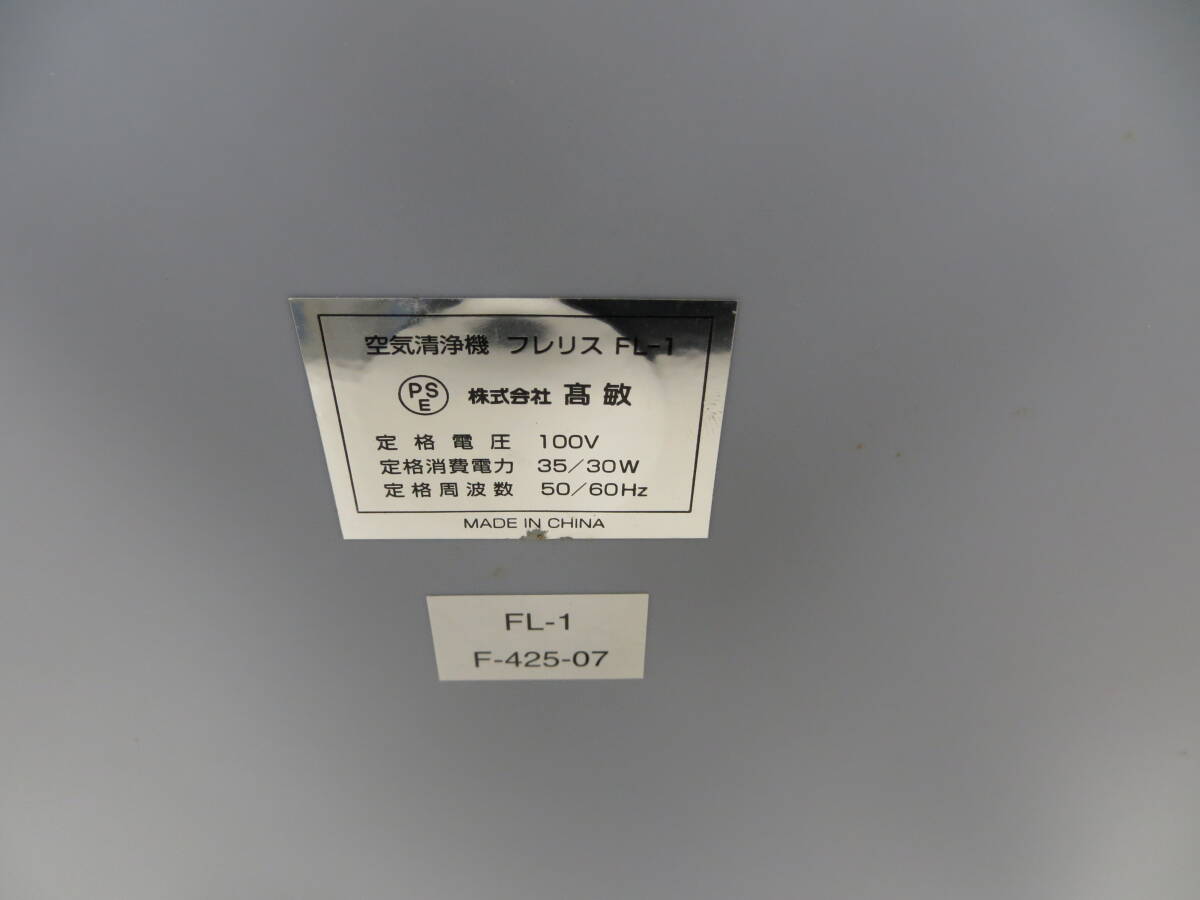 空気清浄機 フレリス FL-1
PSE 株式会社 髙敏
定格電圧 100V
定格消費電力 35/30W
定格周波数 50/60Hz
MADE IN CHINA
FL-1
F-425-07